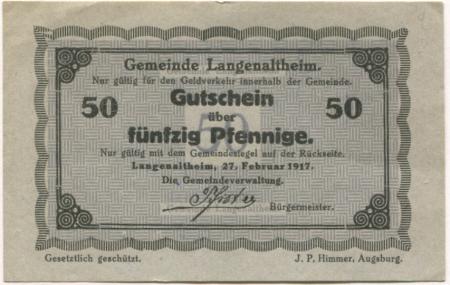 Gemeinde Langenaltheim.
Nur gültig für den Geldverkehr innerhalb der Gemeinde.
50 Gutschein 50
über
fünfzig Pfennige.
50
Nur gültig mit dem Gemeindesiegel auf der Rückseite.
Langenaltheim, 27. Februar 1917.
Die Gemeindeverwaltung.
Bürgermeister.
Gesetzlich geschützt. J. P. Himmer, Augsburg.